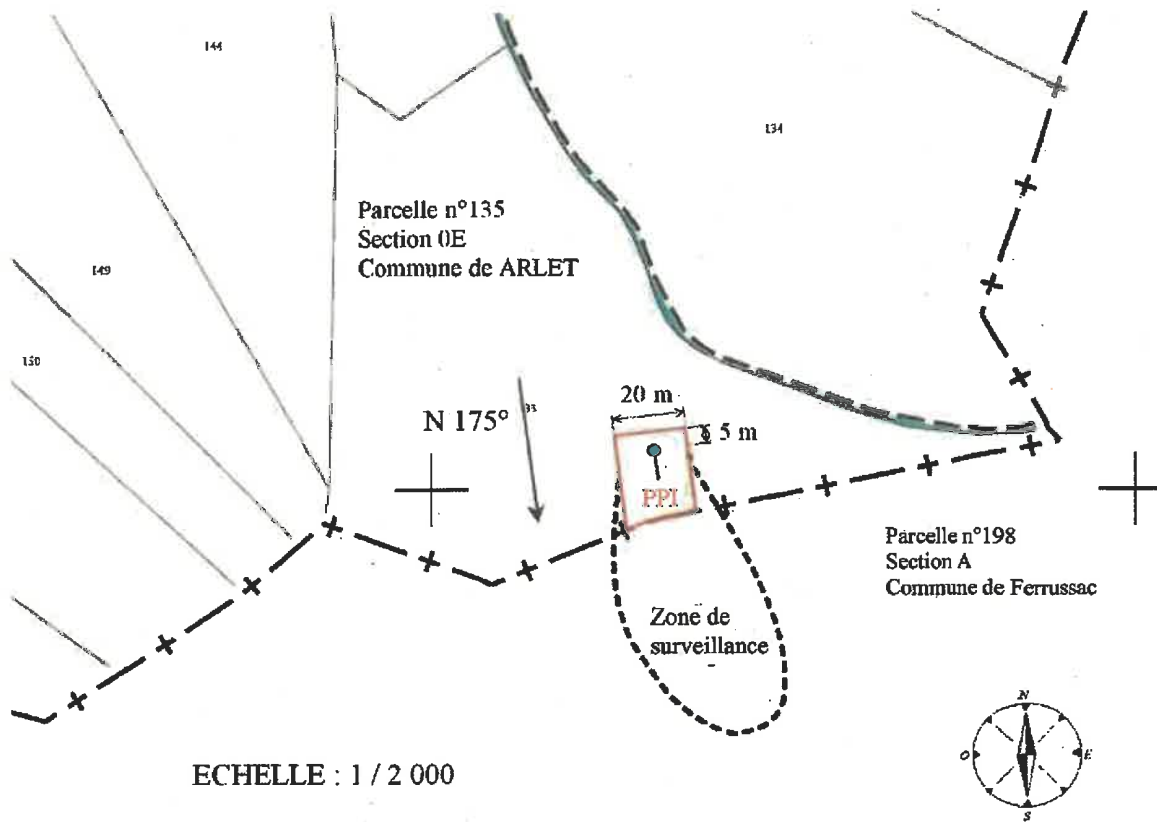 144
134
Parcelle n°135
Section 0E
Commune de ARLET
149
150
20 m
N 175°
5 m
PPI
Parcelle n°198
Section A
Commune de Ferrussac
Zone de
surveillance
N
O
E
S
ECHELLE : 1 / 2 000